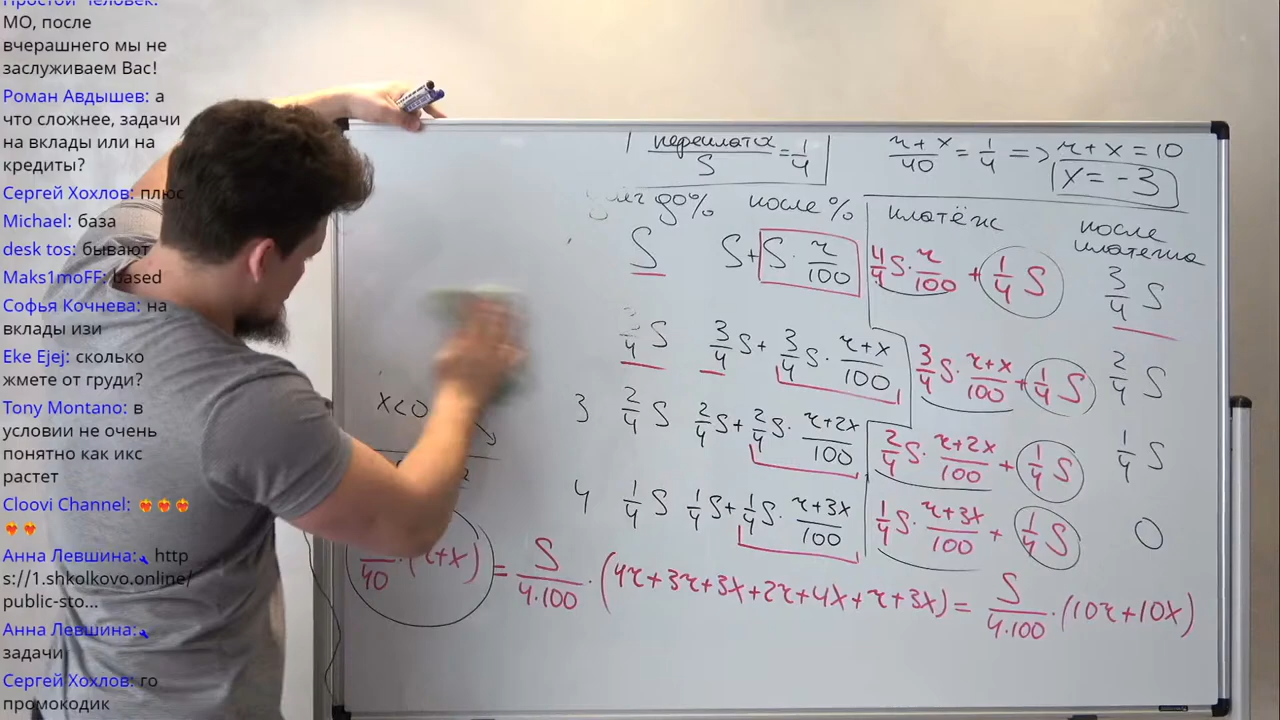 Простой Человек:
МО, после
вчерашнего мы не
заслуживаем Вас!
Роман Авдышев: а
что сложнее, задачи
на вклады или на
кредиты?
Сергей Хохлов: плюс
Michael: база
desk tos: бывают
Maks1moFF: based
Софья Кочнева: на
вклады изи
Eke Ejej: сколько
жмете от груди?
Tony Montano: в
условии не очень
понятно как икс
растет
Cloovi Channel: ❤️‍🔥❤️‍🔥❤️‍🔥
❤️‍🔥❤️‍🔥
Анна Левшина: http
s://1.shkolkovo.online/
public-sto...
Анна Левшина:
задачи
Сергей Хохлов: го
промокодик
переплата/S = 1/4
(r+x)/40 = 1/4 => r+x = 10
x = -3
до % после % платёж после платежа
S S+S·r/100 4/4 S·r/100 + 1/4 S 3/4 S
/4 S 3/4 S + 3/4 S·(r+x)/100 3/4 S·(r+x)/100 + 1/4 S 2/4 S
3 2/4 S 2/4 S + 2/4 S·(r+2x)/100 2/4 S·(r+2x)/100 + 1/4 S 1/4 S
4 1/4 S 1/4 S + 1/4 S·(r+3x)/100 1/4 S·(r+3x)/100 + 1/4 S 0
x<0
/40·(r+x) = S/(4·100)·(4r+3r+3x+2r+4x+r+3x) = S/(4·100)·(10r+10x)